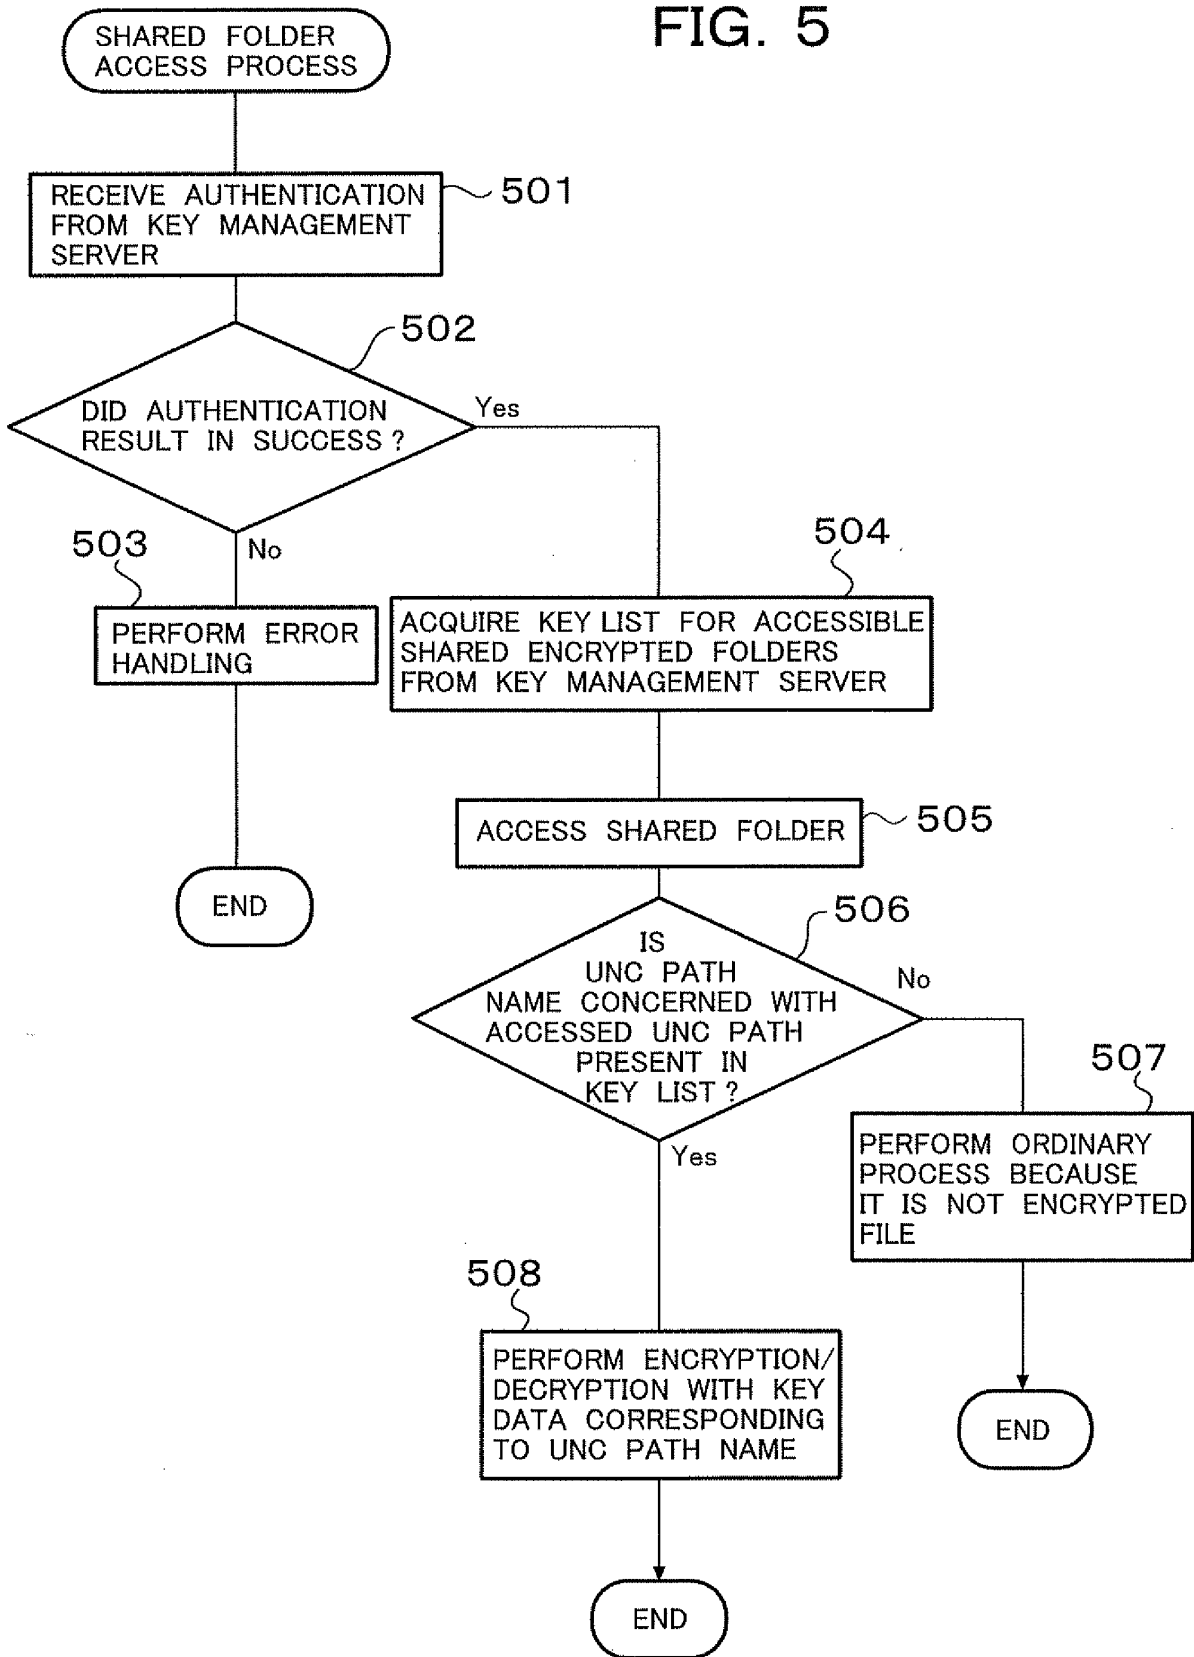 FIG. 5
SHARED FOLDER
ACCESS PROCESS
RECEIVE AUTHENTICATION
FROM KEY MANAGEMENT
SERVER
501
502
DID AUTHENTICATION
RESULT IN SUCCESS ?
Yes
No
503
PERFORM ERROR
HANDLING
END
504
ACQUIRE KEY LIST FOR ACCESSIBLE
SHARED ENCRYPTED FOLDERS
FROM KEY MANAGEMENT SERVER
ACCESS SHARED FOLDER
505
506
IS
UNC PATH
NAME CONCERNED WITH
ACCESSED UNC PATH
PRESENT IN
KEY LIST ?
No
Yes
507
PERFORM ORDINARY
PROCESS BECAUSE
IT IS NOT ENCRYPTED
FILE
END
508
PERFORM ENCRYPTION/
DECRYPTION WITH KEY
DATA CORRESPONDING
TO UNC PATH NAME
END